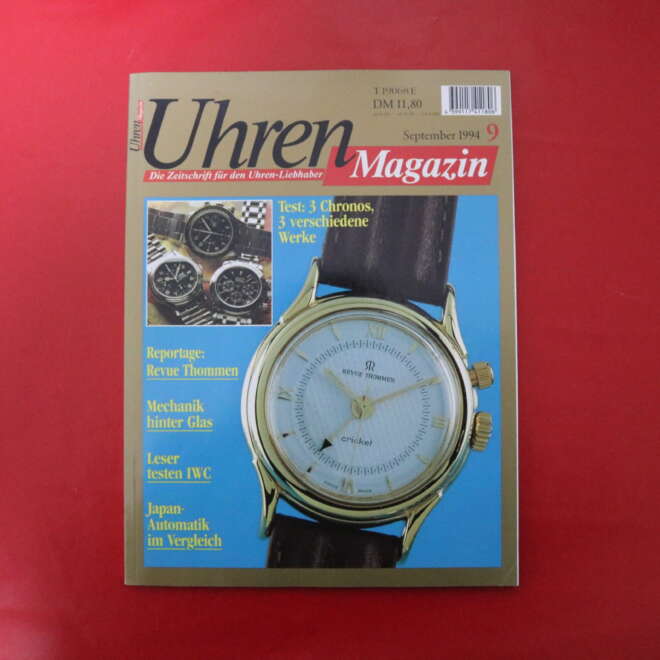 T 19006 E
DM 11,80
September 1994 9
Uhren
Uhren
Magazin
Die Zeitschrift für den Uhren-Liebhaber
Test: 3 Chronos,
3 verschiedene
Werke
Reportage:
Revue Thommen
Mechanik
hinter Glas
Leser
testen IWC
Japan-
Automatik
im Vergleich
REVUE THOMMEN
cricket